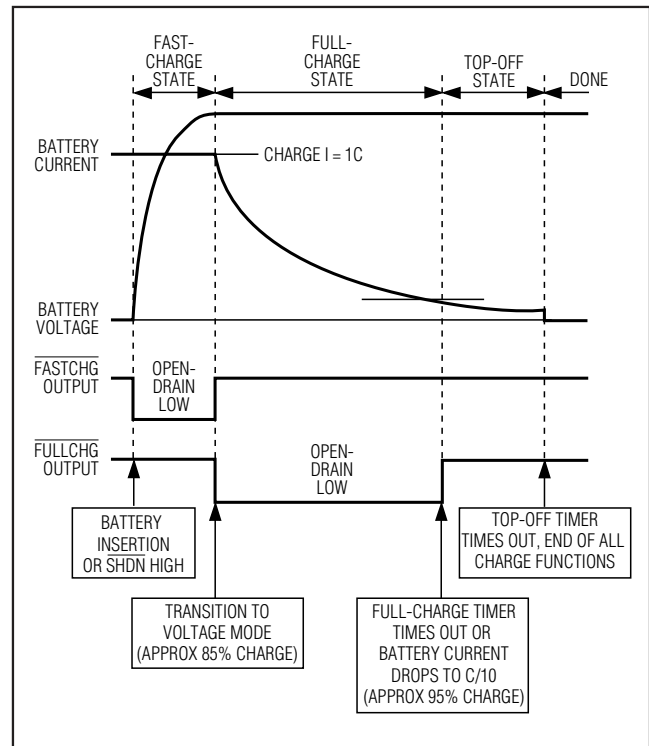 FAST-
CHARGE
STATE
FULL-
CHARGE
STATE
TOP-OFF
STATE
DONE
BATTERY
CURRENT
CHARGE I = 1C
BATTERY
VOLTAGE
FASTCHG
OUTPUT
OPEN-
DRAIN
LOW
FULLCHG
OUTPUT
OPEN-
DRAIN
LOW
BATTERY
INSERTION
OR SHDN HIGH
TOP-OFF TIMER
TIMES OUT, END OF ALL
CHARGE FUNCTIONS
TRANSITION TO
VOLTAGE MODE
(APPROX 85% CHARGE)
FULL-CHARGE TIMER
TIMES OUT OR
BATTERY CURRENT
DROPS TO C/10
(APPROX 95% CHARGE)